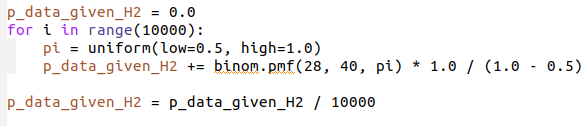 p_data_given_H2 = 0.0
for i in range(10000):
    pi = uniform(low=0.5, high=1.0)
    p_data_given_H2 += binom.pmf(28, 40, pi) * 1.0 / (1.0 - 0.5)

p_data_given_H2 = p_data_given_H2 / 10000